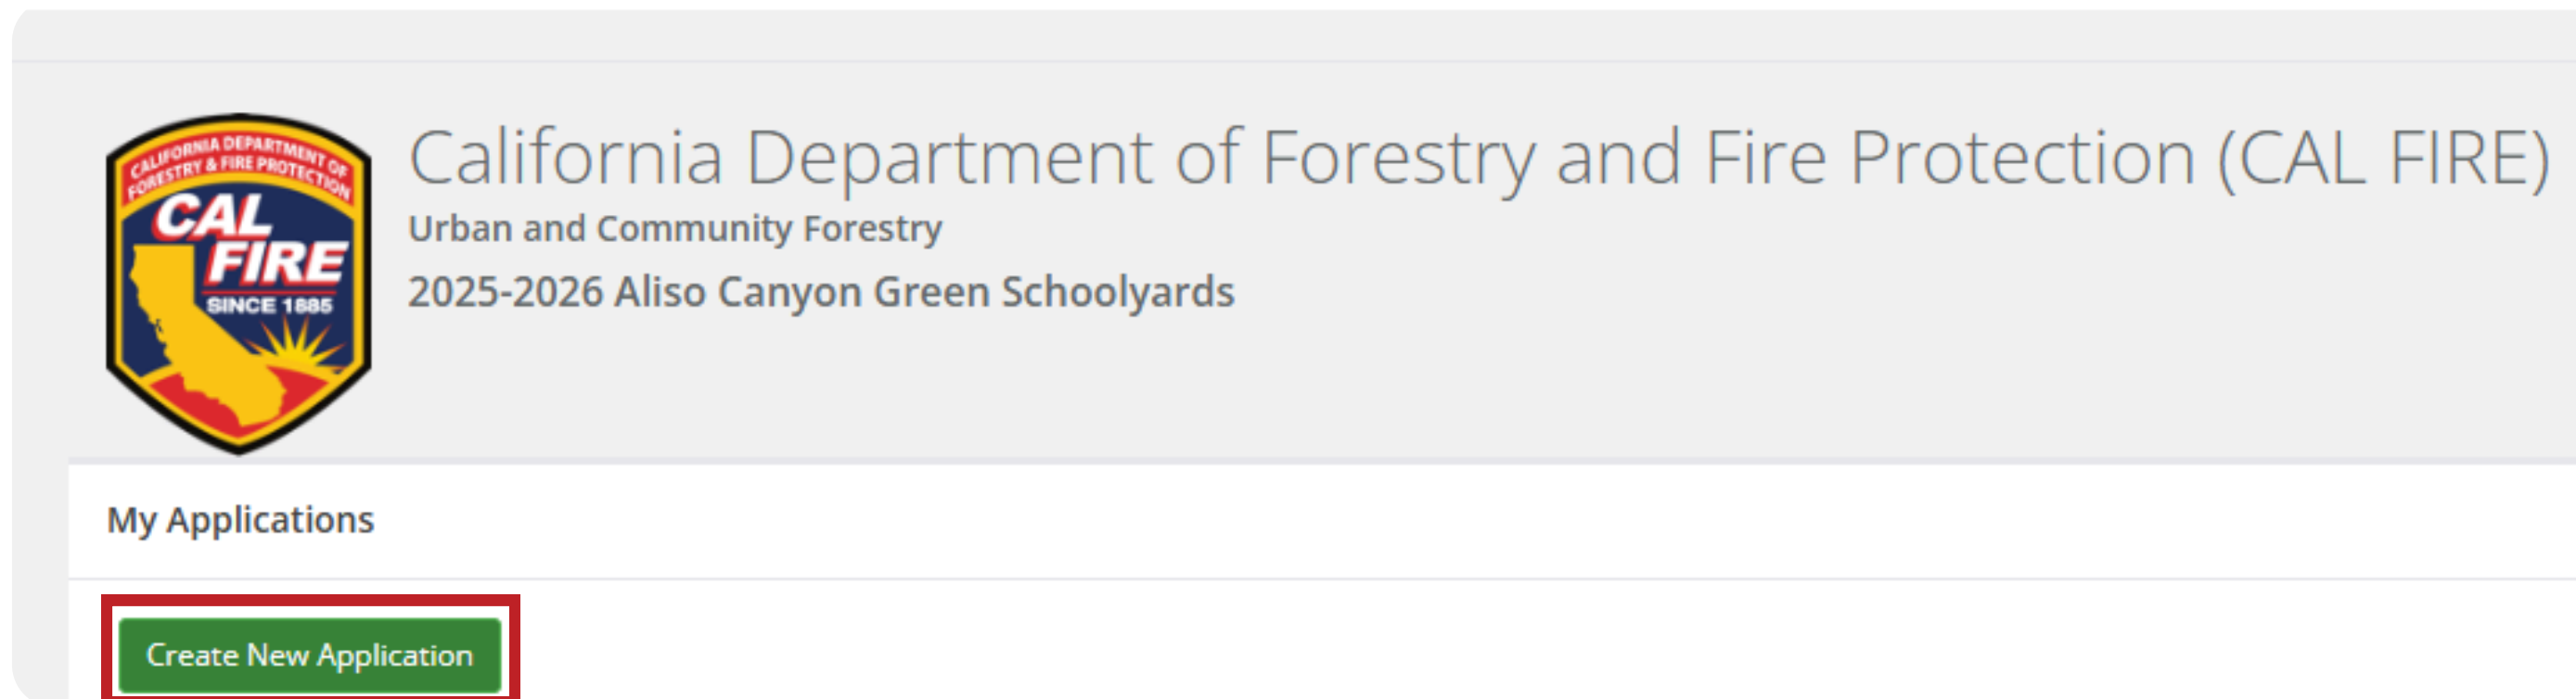 CALIFORNIA DEPARTMENT OF
FORESTRY & FIRE PROTECTION
CAL
FIRE
SINCE 1885
California Department of Forestry and Fire Protection (CAL FIRE)
Urban and Community Forestry
2025-2026 Aliso Canyon Green Schoolyards
My Applications
Create New Application